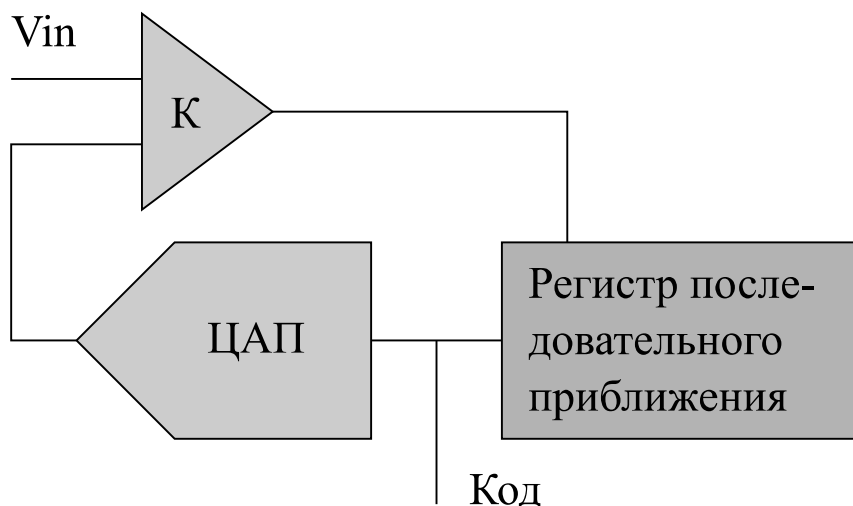 Vin
К
ЦАП
Регистр после-
довательного
приближения
Код